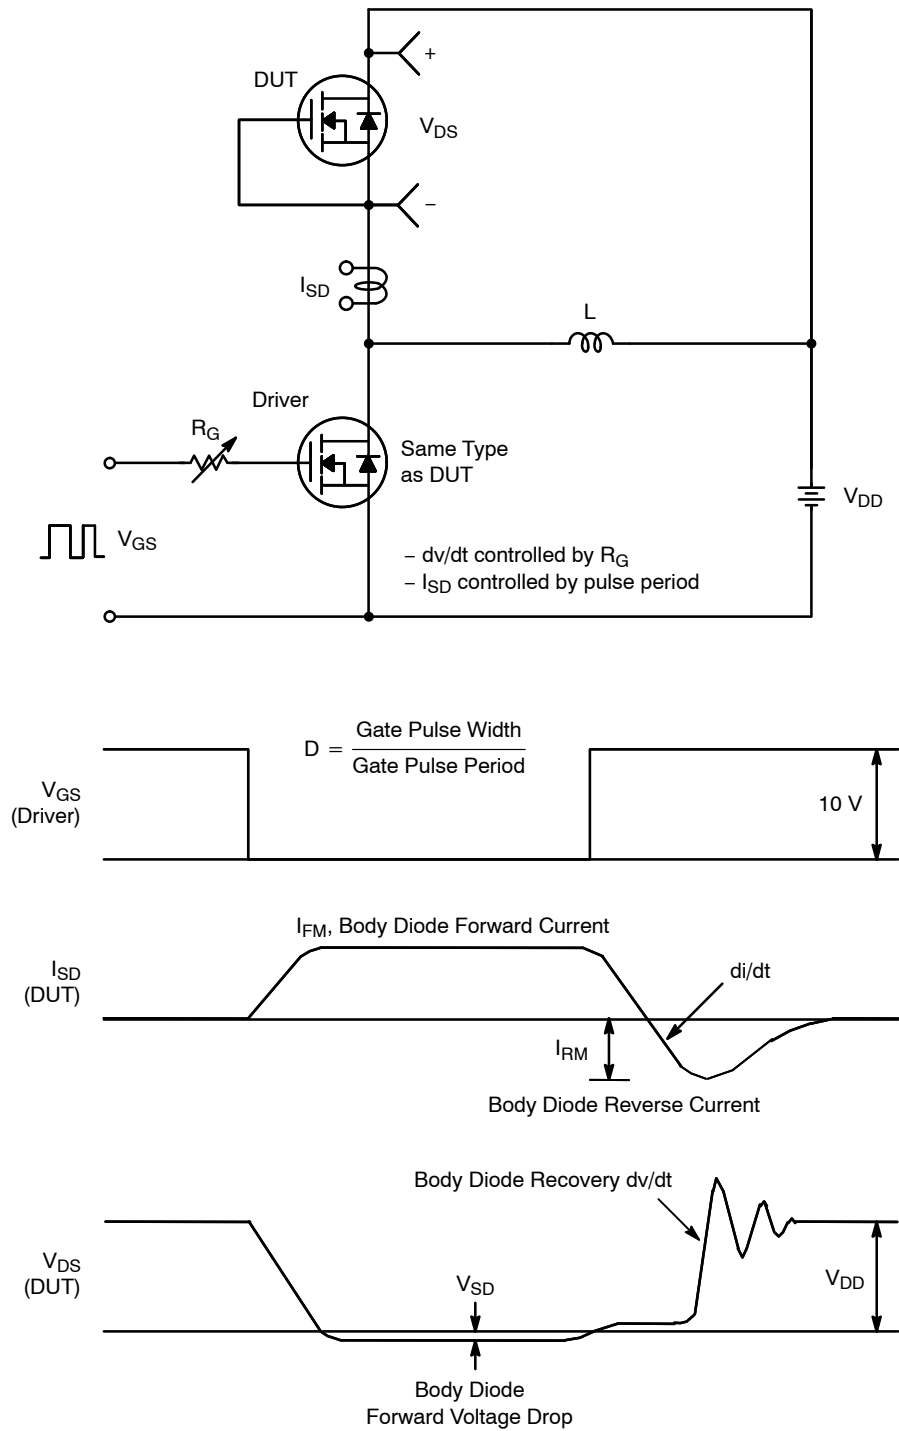 +
DUT
VDS
−
ISD
L
Driver
RG
Same Type
as DUT
VDD
VGS
− dv/dt controlled by RG
− ISD controlled by pulse period
D = Gate Pulse Width
Gate Pulse Period
VGS
(Driver)
10 V
IFM, Body Diode Forward Current
ISD
(DUT)
di/dt
IRM
Body Diode Reverse Current
Body Diode Recovery dv/dt
VDS
(DUT)
VSD
VDD
Body Diode
Forward Voltage Drop